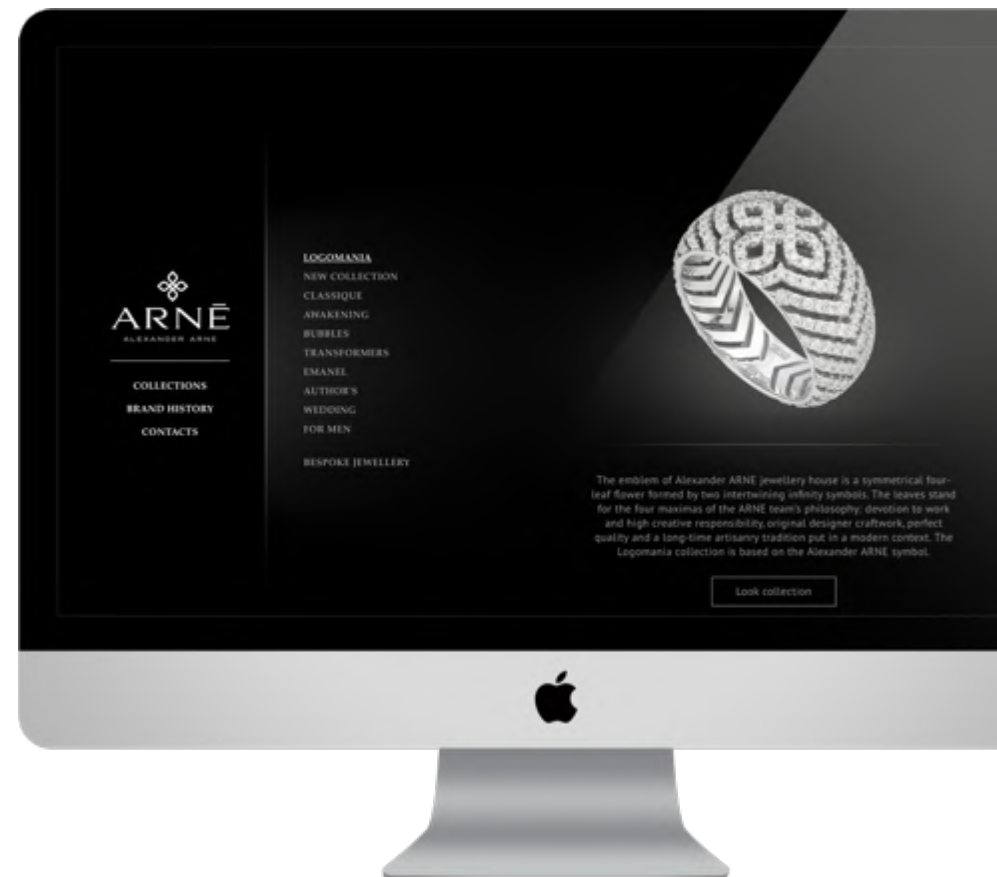 ARNĒ
ALEXANDER ARNE
COLLECTIONS
BRAND HISTORY
CONTACTS
LOGOMANIA
NEW COLLECTION
CLASSIQUE
AWAKENING
BUBBLES
TRANSFORMERS
EMANEL
AUTHOR'S
WEDDING
FOR MEN
BESPOKE JEWELLERY
The emblem of Alexander ARNE jewellery house is a symmetrical four-
leaf flower formed by two intertwining infinity symbols. The leaves stand
for the four maximas of the ARNE team's philosophy: devotion to work
and high creative responsibility, original designer craftwork, perfect
quality and a long-time artisanry tradition put in a modern context. The
Logomania collection is based on the Alexander ARNE symbol.
Look collection